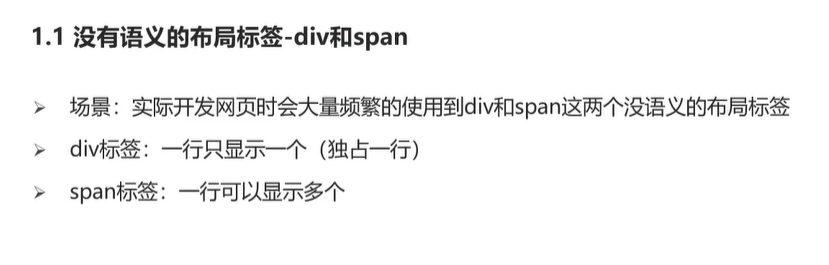 1.1 没有语义的布局标签-div和span
➢ 场景：实际开发网页时会大量频繁的使用到div和span这两个没语义的布局标签
➢ div标签：一行只显示一个（独占一行）
➢ span标签：一行可以显示多个